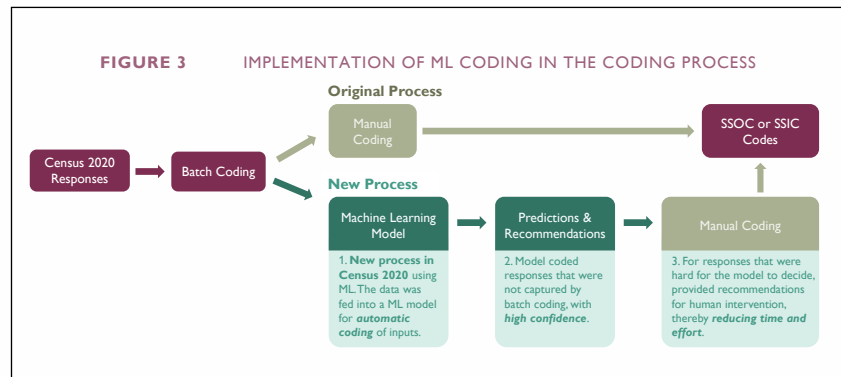 FIGURE 3 IMPLEMENTATION OF ML CODING IN THE CODING PROCESS
Original Process
Manual
Coding
SSOC or SSIC
Codes
Census 2020
Responses
Batch Coding
New Process
Machine Learning
Model
1. New process in
Census 2020 using
ML. The data was
fed into a ML model
for automatic
coding of inputs.
Predictions &
Recommendations
2. Model coded
responses that were
not captured by
batch coding, with
high confidence.
Manual Coding
3. For responses that were
hard for the model to decide,
provided recommendations
for human intervention,
thereby reducing time and
effort.